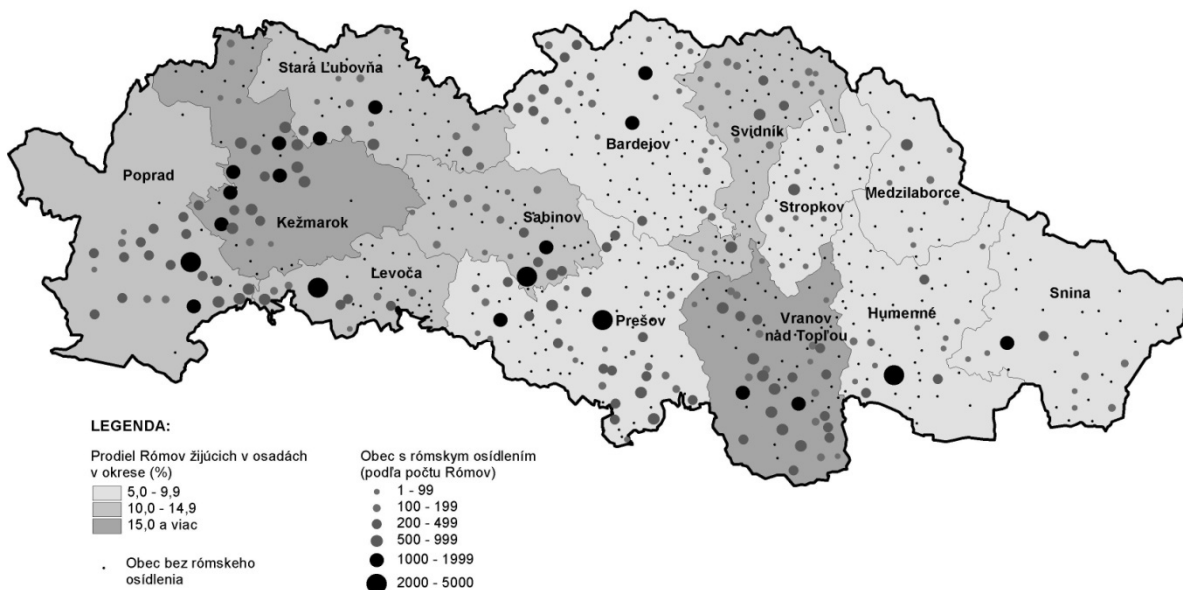 Stará Ľubovňa
Bardejov
Svidník
Poprad
Medzilaborce
Stropkov
Kežmarok
Sabinov
Levoča
Snina
Prešov
Vranov
nad Topľou
Humenné
LEGENDA:
Prodiel Rómov žijúcich v osadách
v okrese (%)
5,0 - 9,9
10,0 - 14,9
15,0 a viac
Obec bez rómskeho
osídlenia
Obec s rómskym osídlením
(podľa počtu Rómov)
1 - 99
100 - 199
200 - 499
500 - 999
1000 - 1999
2000 - 5000